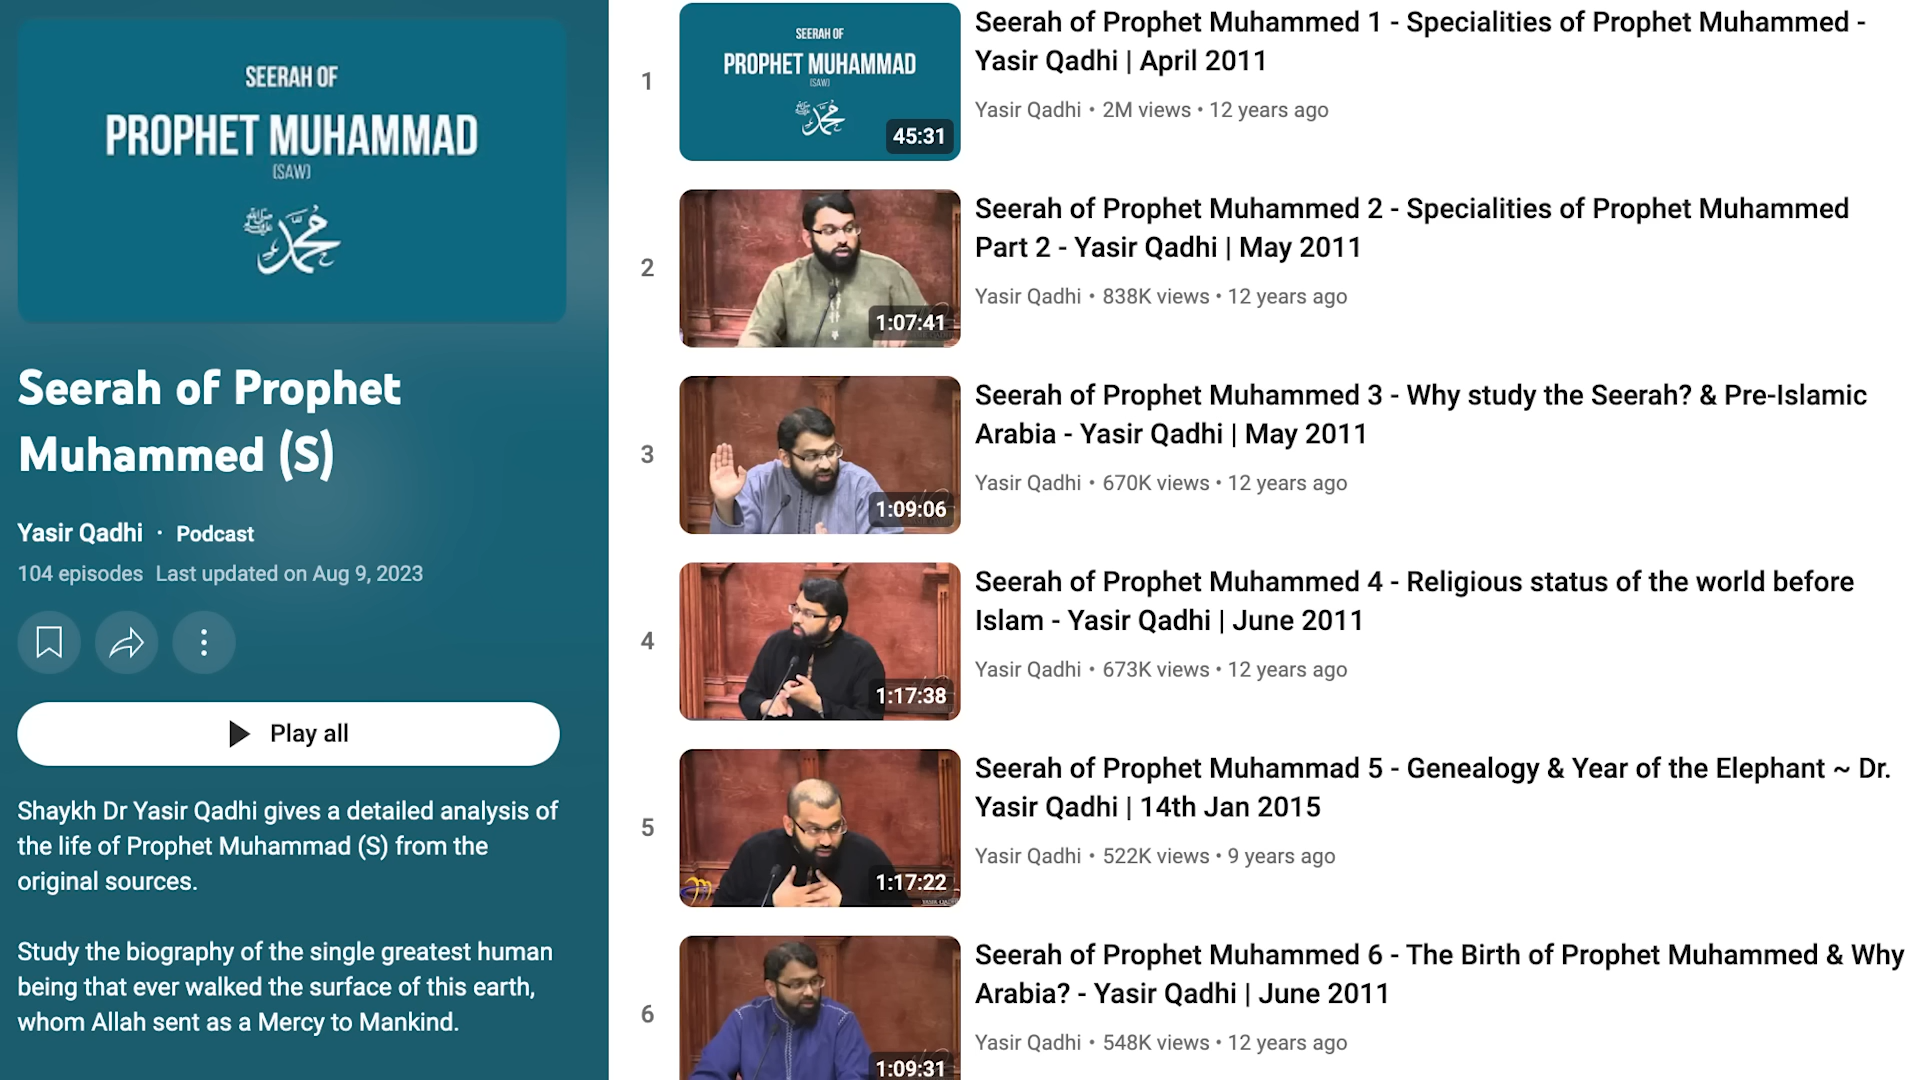 SEERAH OF
PROPHET MUHAMMAD
(SAW)
ﷺ
محمد
Seerah of Prophet
Muhammed (S)
Yasir Qadhi · Podcast
104 episodes Last updated on Aug 9, 2023
Play all
Shaykh Dr Yasir Qadhi gives a detailed analysis of
the life of Prophet Muhammad (S) from the
original sources.
Study the biography of the single greatest human
being that ever walked the surface of this earth,
whom Allah sent as a Mercy to Mankind.
1
SEERAH OF
PROPHET MUHAMMAD
(SAW)
ﷺ
محمد
45:31
Seerah of Prophet Muhammed 1 - Specialities of Prophet Muhammed -
Yasir Qadhi | April 2011
Yasir Qadhi • 2M views • 12 years ago
2
1:07:41
Seerah of Prophet Muhammed 2 - Specialities of Prophet Muhammed
Part 2 - Yasir Qadhi | May 2011
Yasir Qadhi • 838K views • 12 years ago
3
1:09:06
Seerah of Prophet Muhammed 3 - Why study the Seerah? & Pre-Islamic
Arabia - Yasir Qadhi | May 2011
Yasir Qadhi • 670K views • 12 years ago
4
1:17:38
Seerah of Prophet Muhammed 4 - Religious status of the world before
Islam - Yasir Qadhi | June 2011
Yasir Qadhi • 673K views • 12 years ago
5
1:17:22
Seerah of Prophet Muhammad 5 - Genealogy & Year of the Elephant ~ Dr.
Yasir Qadhi | 14th Jan 2015
Yasir Qadhi • 522K views • 9 years ago
6
1:09:31
Seerah of Prophet Muhammed 6 - The Birth of Prophet Muhammed & Why
Arabia? - Yasir Qadhi | June 2011
Yasir Qadhi • 548K views • 12 years ago